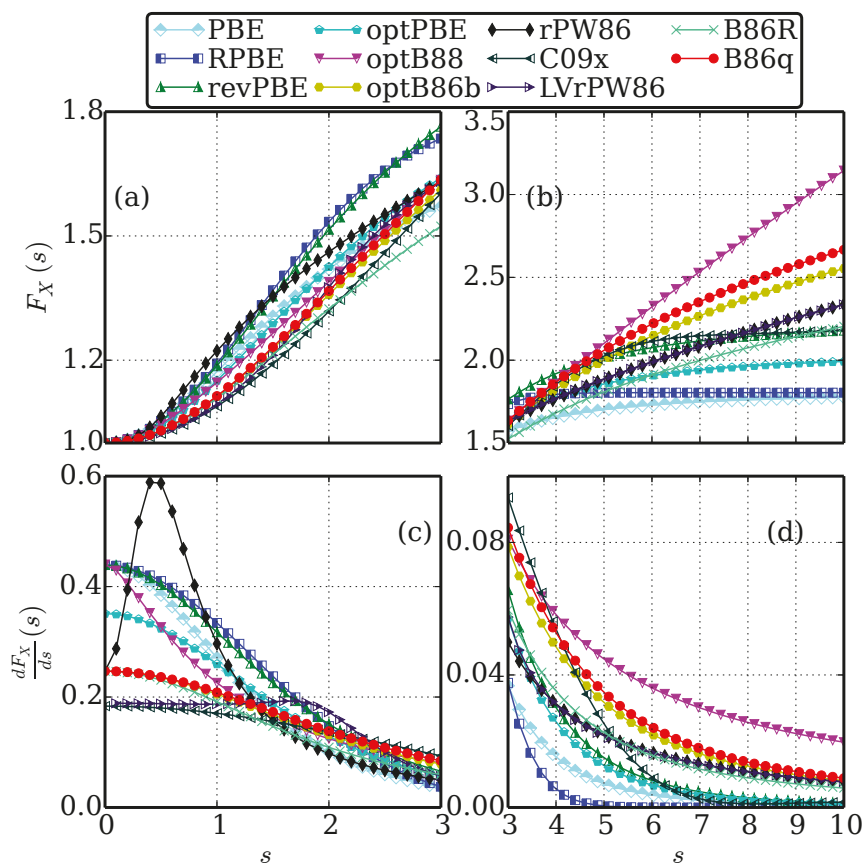 PBE optPBE rPW86 B86R
RPBE optB88 C09x B86q
revPBE optB86b LVrPW86
1.8
1.5
1.2
1.0
F_X (s)
(a)
3.5
3.0
2.5
2.0
1.5
(b)
0.6
0.4
0.2
0.0
dF_X/ds (s)
(c)
0 1 2 3
s
0.08
0.04
0.00
(d)
3 4 5 6 7 8 9 10
s